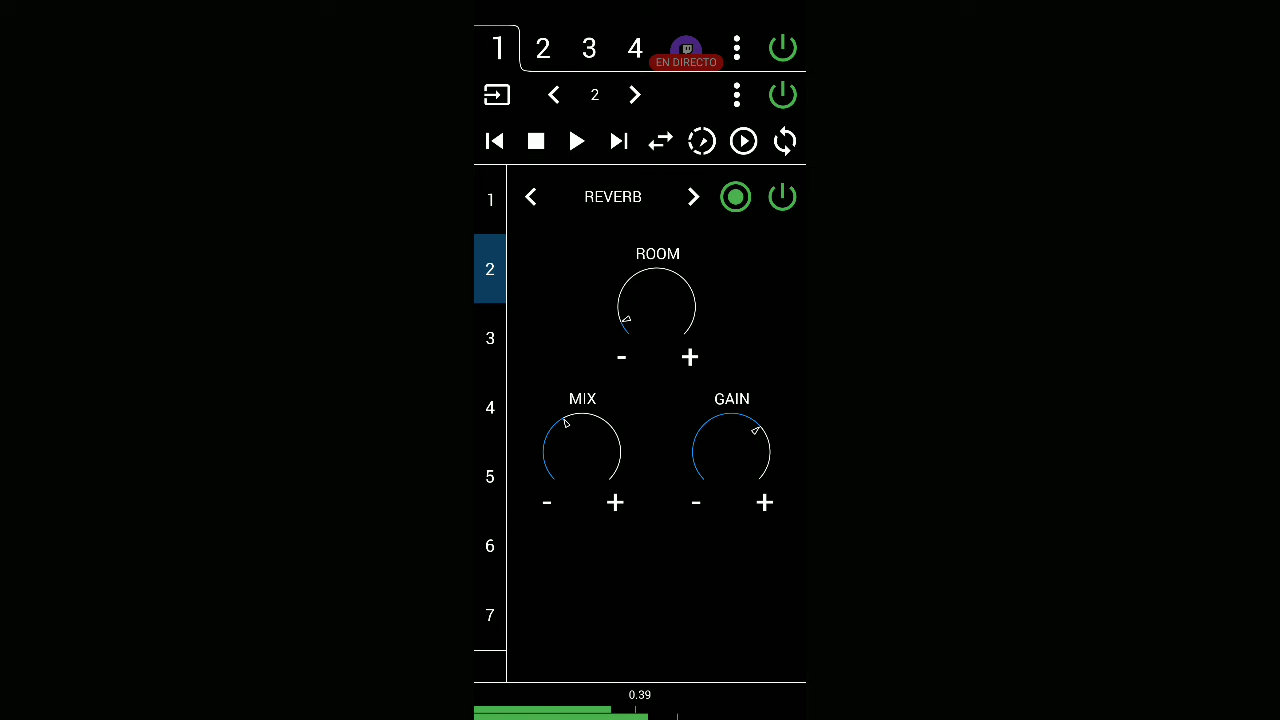 1 2 3 4 EN DIRECTO
2
1 REVERB
2 ROOM
3 - +
4 MIX GAIN
5 - + - +
6
7
0.39